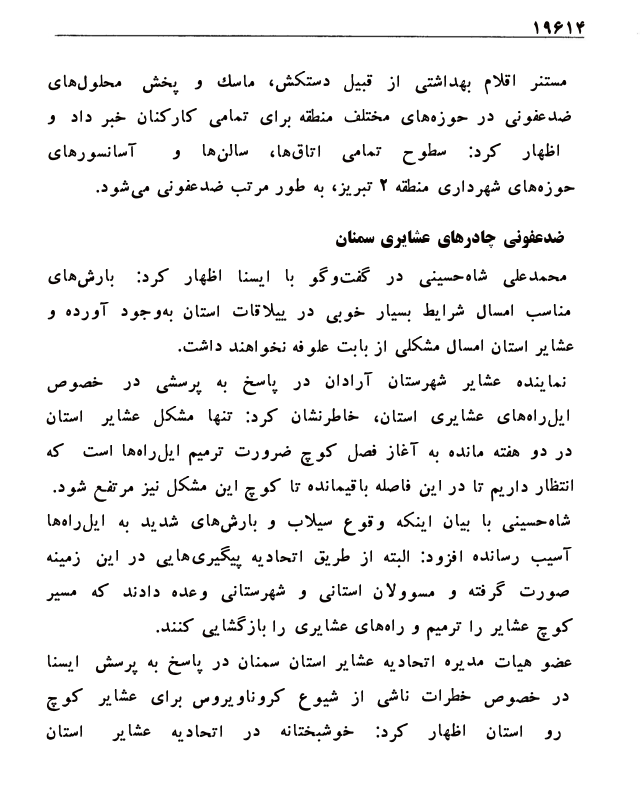 ۱۹۶۱۴
مستنر اقلام بهداشتی از قبیل دستکش، ماسك و پخش محلول‌های
ضدعفونی در حوزه‌های مختلف منطقه برای تمامی کارکنان خبر داد و
اظهار کرد: سطوح تمامی اتاق‌ها، سالن‌ها و آسانسورهای
حوزه‌های شهرداری منطقه ۲ تبریز، به طور مرتب ضدعفونی می‌شود.
ضدعفونی چادرهای عشایری سمنان
محمدعلی شاه‌حسینی در گفت‌وگو با ایسنا اظهار کرد: بارش‌های
مناسب امسال شرایط بسیار خوبی در ییلاقات استان به‌وجود آورده و
عشایر استان امسال مشکلی از بابت علوفه نخواهند داشت.
نماینده عشایر شهرستان آرادان در پاسخ به پرسشی در خصوص
ایل‌راه‌های عشایری استان، خاطرنشان کرد: تنها مشکل عشایر استان
در دو هفته مانده به آغاز فصل کوچ ضرورت ترمیم ایل‌راه‌ها است که
انتظار داریم تا در این فاصله باقیمانده تا کوچ این مشکل نیز مرتفع شود.
شاه‌حسینی با بیان اینکه وقوع سیلاب و بارش‌های شدید به ایل‌راه‌ها
آسیب رسانده افزود: البته از طریق اتحادیه پیگیری‌هایی در این زمینه
صورت گرفته و مسوولان استانی و شهرستانی وعده دادند که مسیر
کوچ عشایر را ترمیم و راه‌های عشایری را بازگشایی کنند.
عضو هیات مدیره اتحادیه عشایر استان سمنان در پاسخ به پرسش ایسنا
در خصوص خطرات ناشی از شیوع کروناویروس برای عشایر کوچ
رو استان اظهار کرد: خوشبختانه در اتحادیه عشایر استان